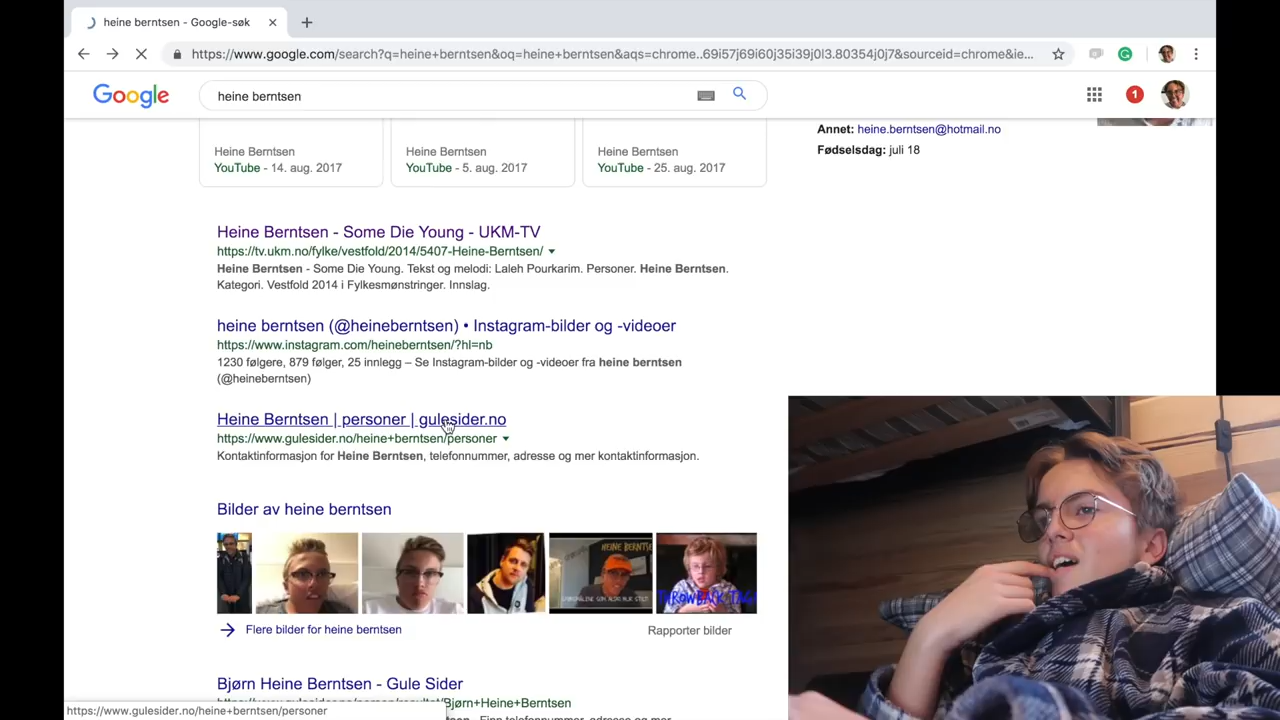 heine berntsen - Google-søk
https://www.google.com/search?q=heine+berntsen&oq=heine+berntsen&aqs=chrome..69i57j69i60j35i39j0l3.80354j0j7&sourceid=chrome&ie...
Google
heine berntsen
1
Annet: heine.berntsen@hotmail.no
Fødselsdag: juli 18
Heine Berntsen
YouTube - 14. aug. 2017
Heine Berntsen
YouTube - 5. aug. 2017
Heine Berntsen
YouTube - 25. aug. 2017
Heine Berntsen - Some Die Young - UKM-TV
https://tv.ukm.no/fylke/vestfold/2014/5407-Heine-Berntsen/
Heine Berntsen - Some Die Young. Tekst og melodi: Laleh Pourkarim. Personer. Heine Berntsen.
Kategori. Vestfold 2014 i Fylkesmønstringer. Innslag.
heine berntsen (@heineberntsen) • Instagram-bilder og -videoer
https://www.instagram.com/heineberntsen/?hl=nb
1230 følgere, 879 følger, 25 innlegg – Se Instagram-bilder og -videoer fra heine berntsen
(@heineberntsen)
Heine Berntsen | personer | gulesider.no
https://www.gulesider.no/heine+berntsen/personer
Kontaktinformasjon for Heine Berntsen, telefonnummer, adresse og mer kontaktinformasjon.
Bilder av heine berntsen
HEINE BERNTSE
THROWBACK TAG
Flere bilder for heine berntsen
Rapporter bilder
Bjørn Heine Berntsen - Gule Sider
https://www.gulesider.no/heine+berntsen/personer